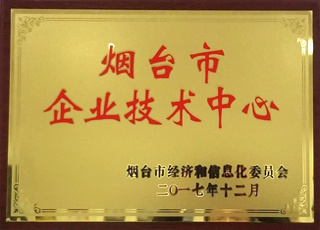 烟台市
企业技术中心
烟台市经济和信息化委员会
二〇一七年十二月